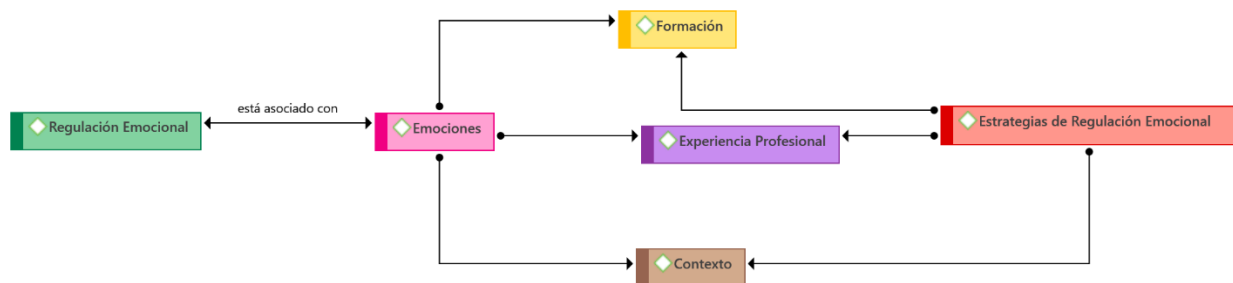 Formación
está asociado con
Regulación Emocional
Emociones
Estrategias de Regulación Emocional
Experiencia Profesional
Contexto